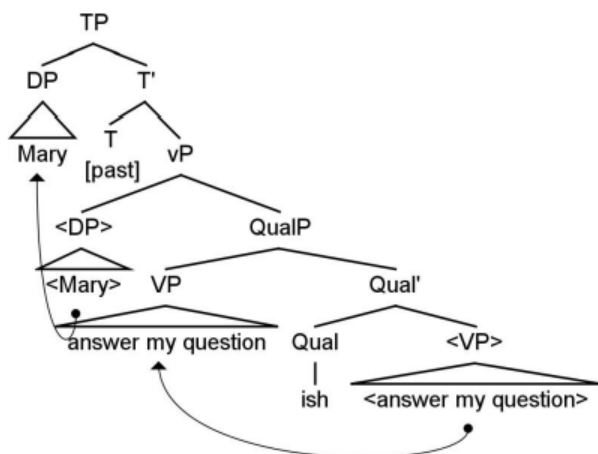 TP
DP T'
Mary T vP
[past]
<DP> QualP
<Mary> VP Qual'
answer my question Qual <VP>
ish <answer my question>